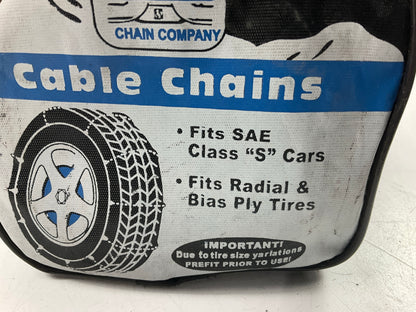 S
CHAIN COMPANY
Cable Chains
• Fits SAE
Class “S” Cars
• Fits Radial &
Bias Ply Tires
IMPORTANT!
Due to tire size variations
PREFIT PRIOR TO USE!